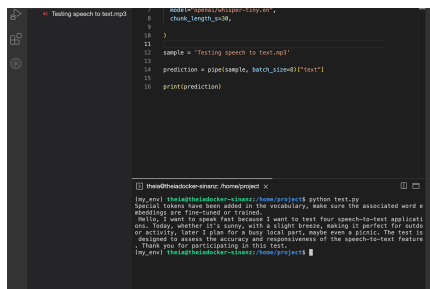 Testing speech to text.mp3
7 model="openai/whisper-tiny.en",
8 chunk_length_s=30,
9
10 )
11
12 sample = 'Testing speech to text.mp3'
13
14 prediction = pipe(sample, batch_size=8)["text"]
15
16 print(prediction)
theia@theiadocker-sinanz: /home/project ×
(my_env) theia@theiadocker-sinanz:/home/project$ python test.py
Special tokens have been added in the vocabulary, make sure the associated word e
mbeddings are fine-tuned or trained.
Hello, I want to speak fast because I want to test four speech-to-text applicati
ons. Today, whether it's sunny, with a slight breeze, making it perfect for outdo
or activity, later I plan for a busy local part, maybe even a picnic. The test is
designed to assess the accuracy and responsiveness of the speech-to-text feature
. Thank you for participating in this test.
(my_env) theia@theiadocker-sinanz:/home/project$